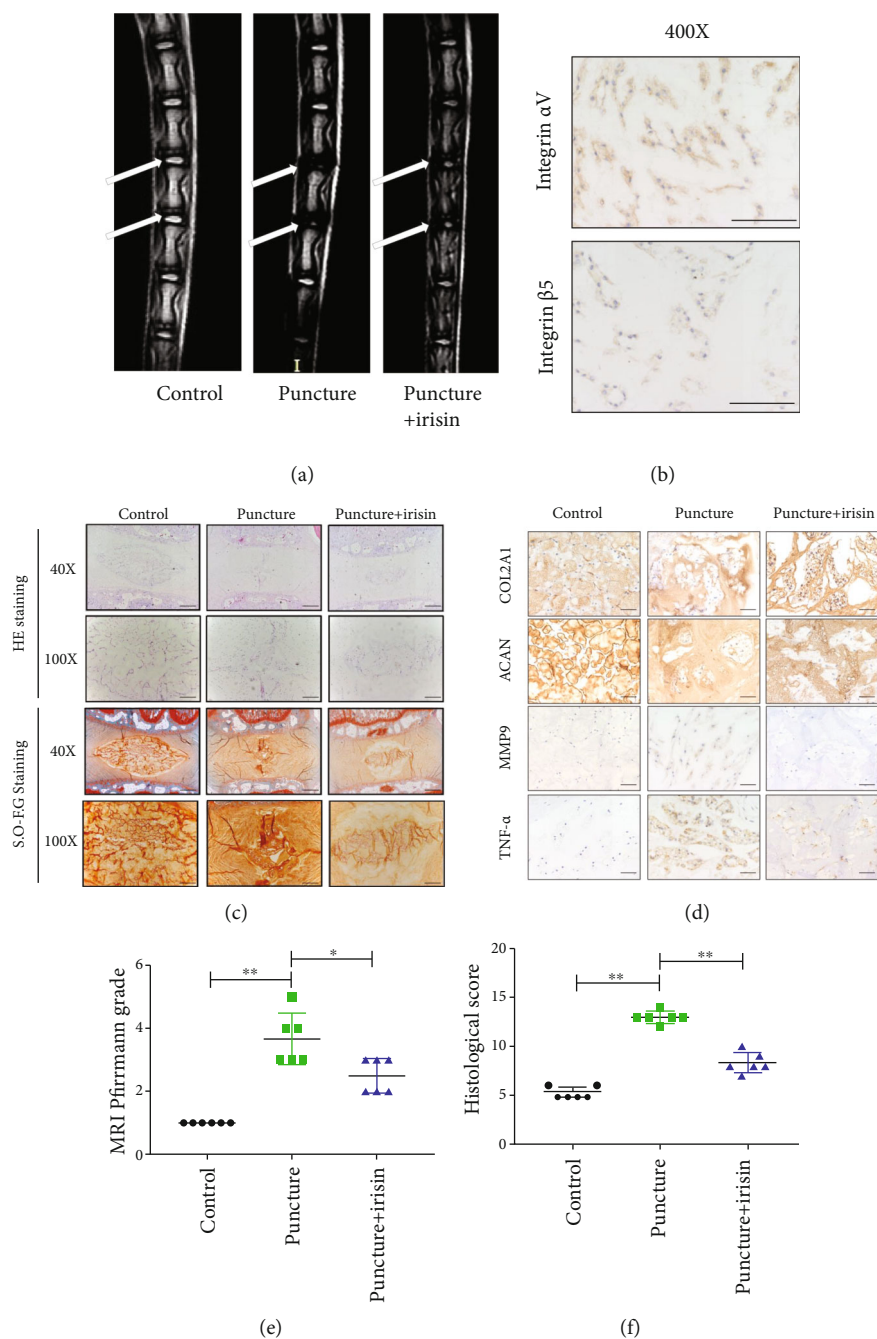 400X
Integrin αV
Integrin β5
I
Control
Puncture
Puncture
+irisin
(a)
(b)
Control
Puncture
Puncture+irisin
HE staining
40X
100X
S.O-F.G Staining
40X
100X
(c)
Control
Puncture
Puncture+irisin
COL2A1
ACAN
MMP9
TNF-α
(d)
MRI Pfirrmann grade
6
4
2
0
**
*
Control
Puncture
Puncture+irisin
(e)
Histological score
20
15
10
5
0
**
**
Control
Puncture
Puncture+irisin
(f)